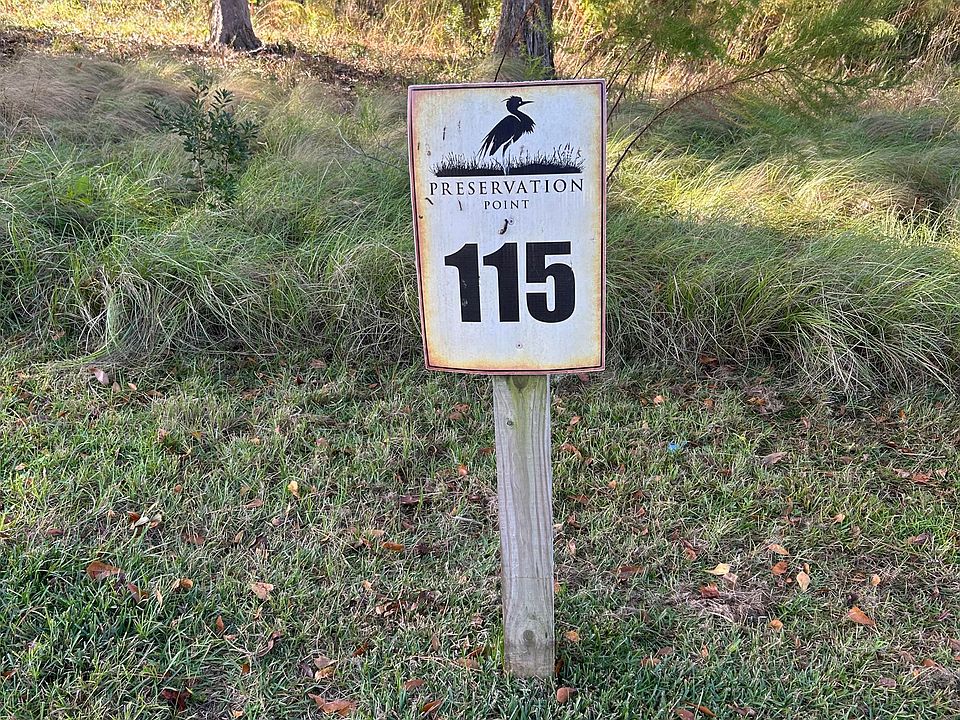 PRESERVATION
POINT
115